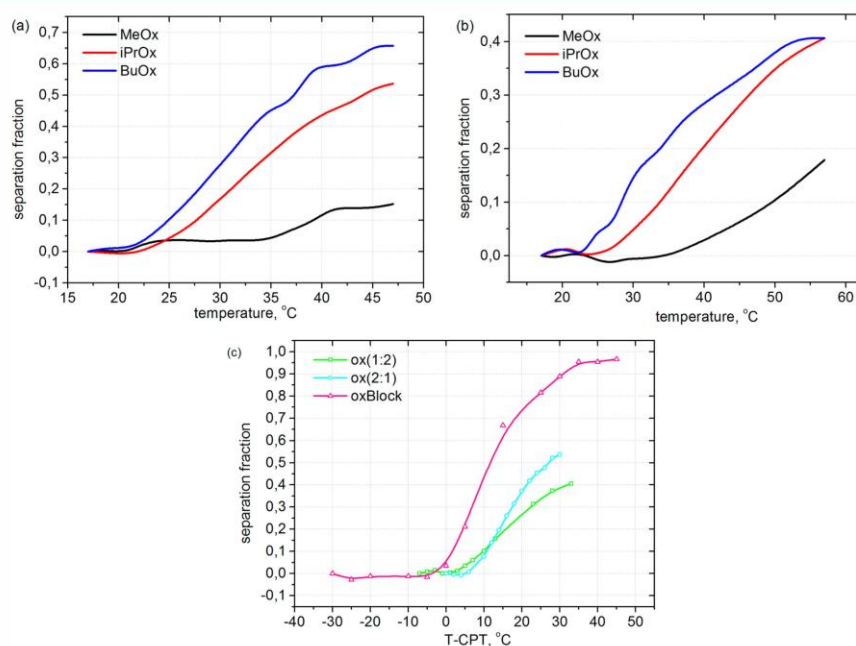 (a)
MeOx
iPrOx
BuOx
0,7
0,6
0,5
0,4
0,3
0,2
0,1
0,0
-0,1
separation fraction
15 20 25 30 35 40 45 50
temperature, °C
(b)
MeOx
iPrOx
BuOx
0,4
0,3
0,2
0,1
0,0
separation fraction
20 30 40 50 60
temperature, °C
(c)
ox(1:2)
ox(2:1)
oxBlock
1,0
0,9
0,8
0,7
0,6
0,5
0,4
0,3
0,2
0,1
0,0
-0,1
separation fraction
-40 -30 -20 -10 0 10 20 30 40 50
T-CPT, °C